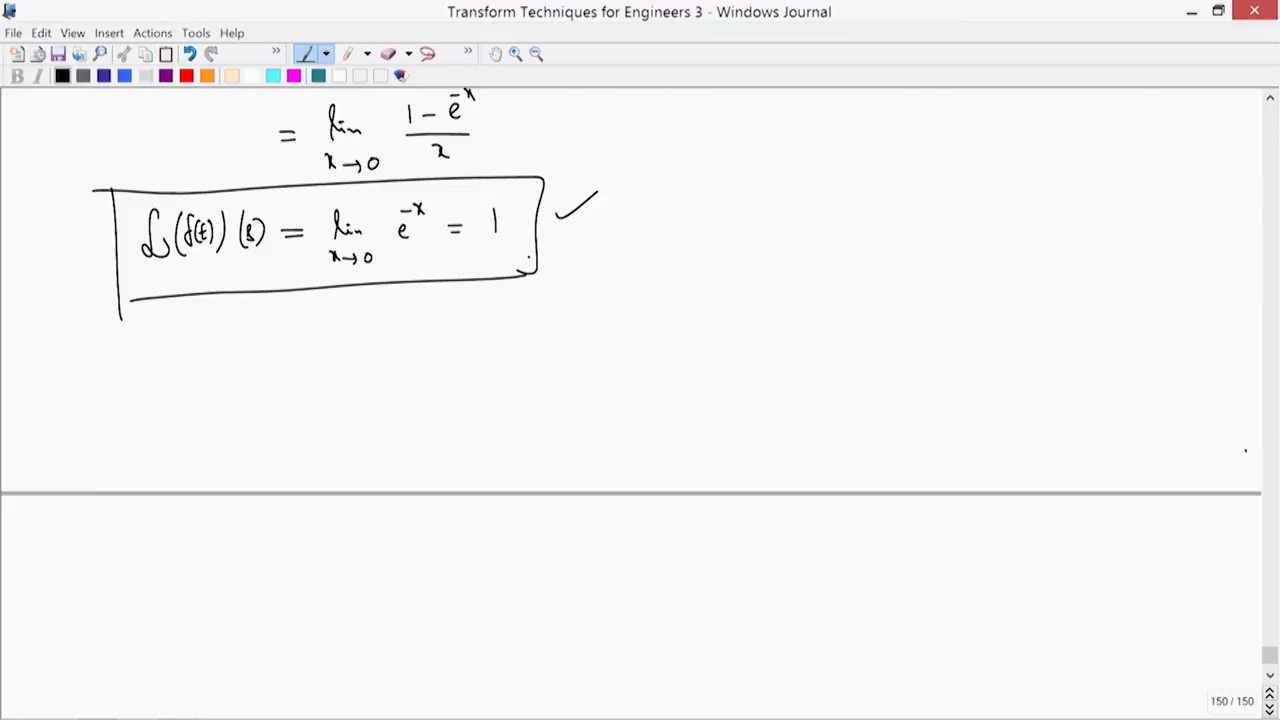 Transform Techniques for Engineers 3 - Windows Journal
File Edit View Insert Actions Tools Help
= lim x→0 (1 - e^-x)/x
ℒ(f(t))(s) = lim x→0 e^-x = 1
150 / 150